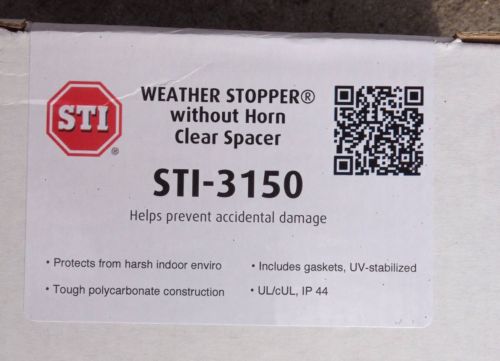 STI
®
WEATHER STOPPER®
without Horn
Clear Spacer
STI-3150
Helps prevent accidental damage
• Protects from harsh indoor enviro
• Includes gaskets, UV-stabilized
• Tough polycarbonate construction
• UL/cUL, IP 44